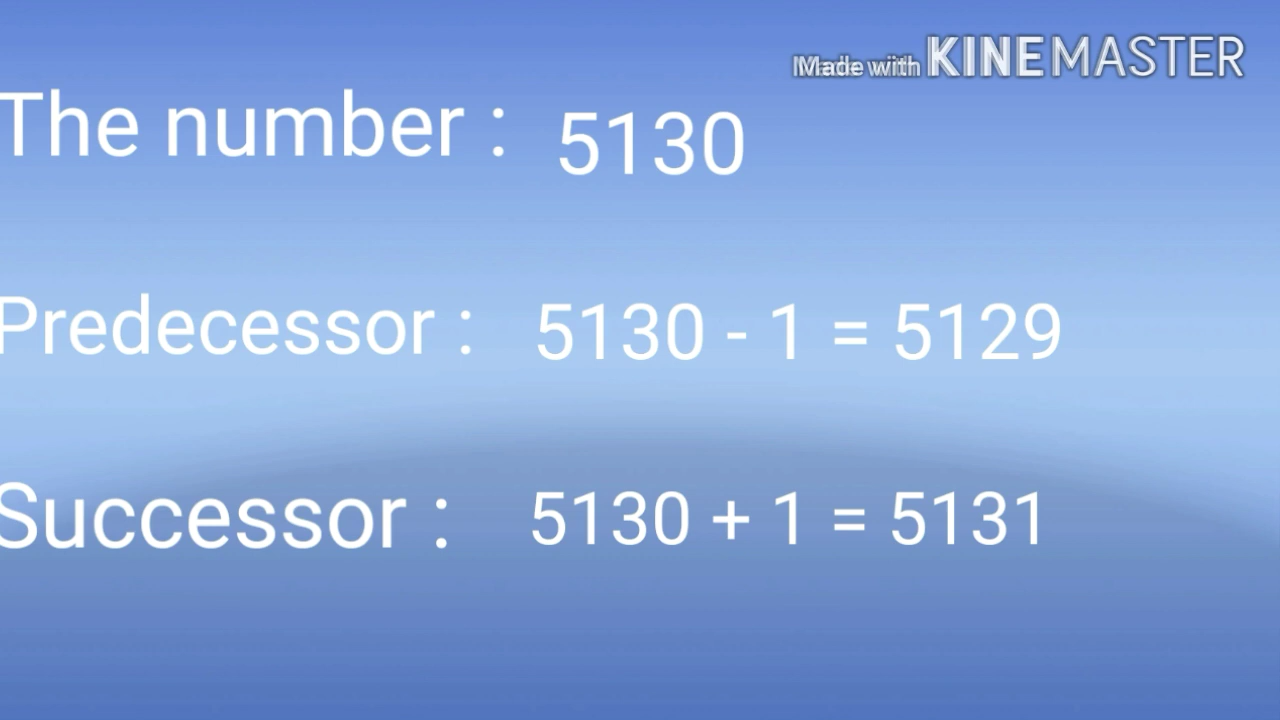 Made with KINEMASTER
The number : 5130
Predecessor : 5130 - 1 = 5129
Successor : 5130 + 1 = 5131